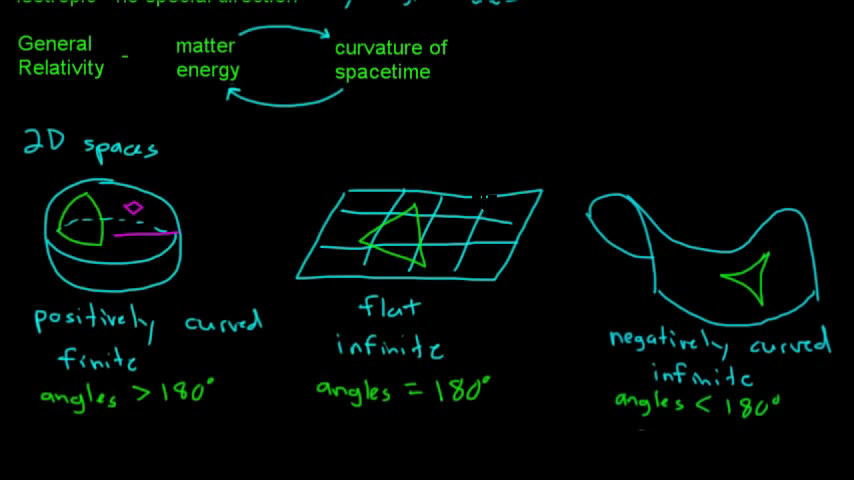 isotropic - no special direction
General
Relativity -
matter
energy
curvature of
spacetime
2D spaces
positively curved
finite
angles > 180°
flat
infinite
angles = 180°
negatively curved
infinite
angles < 180°